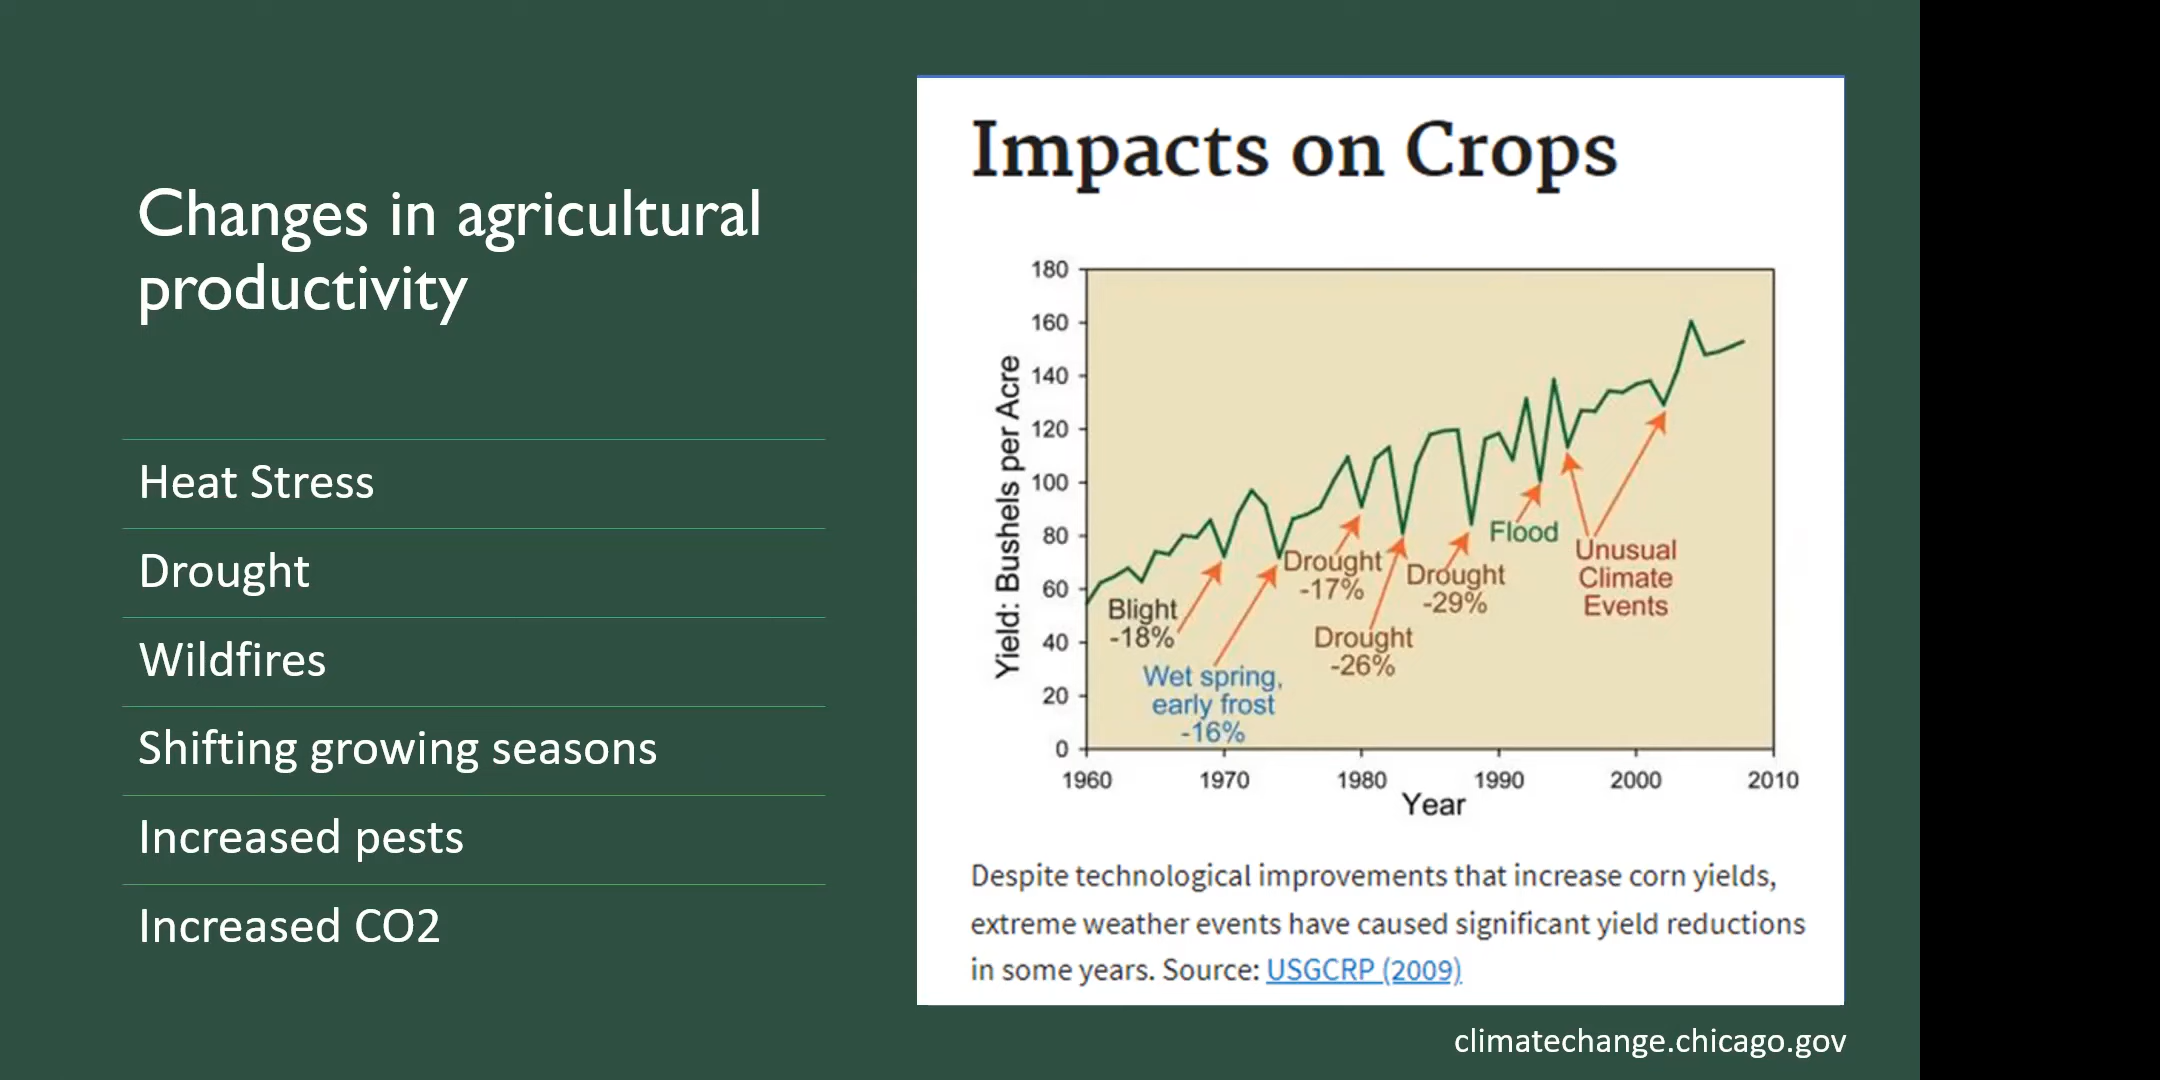 Changes in agricultural
productivity
Heat Stress
Drought
Wildfires
Shifting growing seasons
Increased pests
Increased CO2
Impacts on Crops
Yield: Bushels per Acre
180
160
140
120
100
80
60
40
20
0
Blight
-18%
Wet spring,
early frost
-16%
Drought
-17%
Drought
-26%
Drought
-29%
Flood
Unusual
Climate
Events
1960 1970 1980 1990 2000 2010
Year
Despite technological improvements that increase corn yields,
extreme weather events have caused significant yield reductions
in some years. Source: USGCRP (2009)
climatechange.chicago.gov